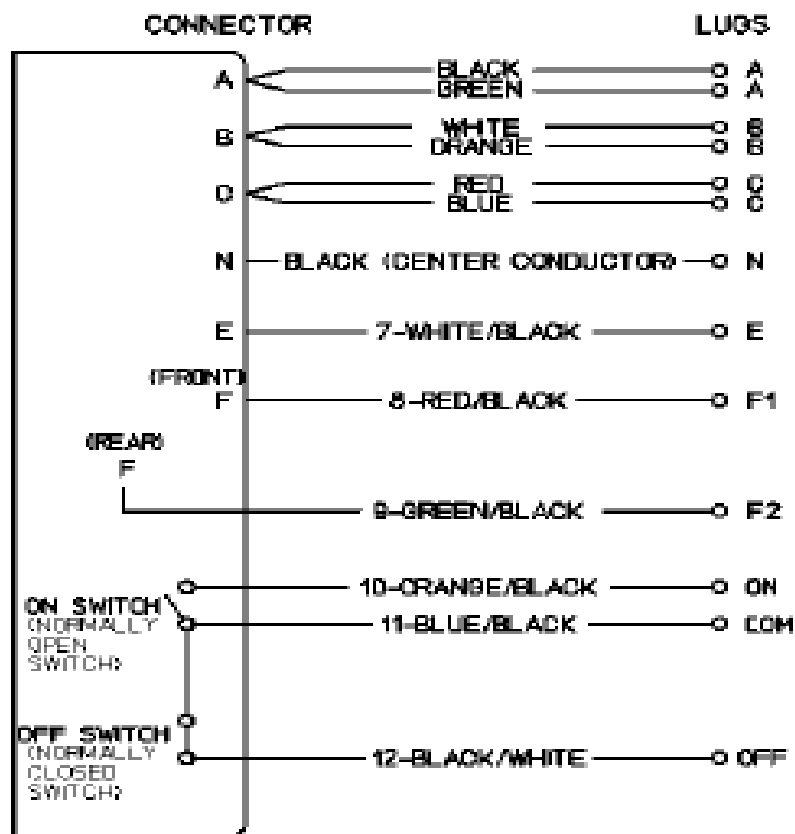 CONNECTOR LUGS
A BLACK A
GREEN A
B WHITE B
ORANGE B
C RED C
BLUE C
N BLACK (CENTER CONDUCTOR) N
E 7-WHITE/BLACK E
(FRONT)
F 8-RED/BLACK F1
(REAR)
F
9-GREEN/BLACK F2
10-ORANGE/BLACK ON
ON SWITCH
(NORMALLY
OPEN
SWITCH)
11-BLUE/BLACK COM
OFF SWITCH
(NORMALLY
CLOSED
SWITCH)
12-BLACK/WHITE OFF